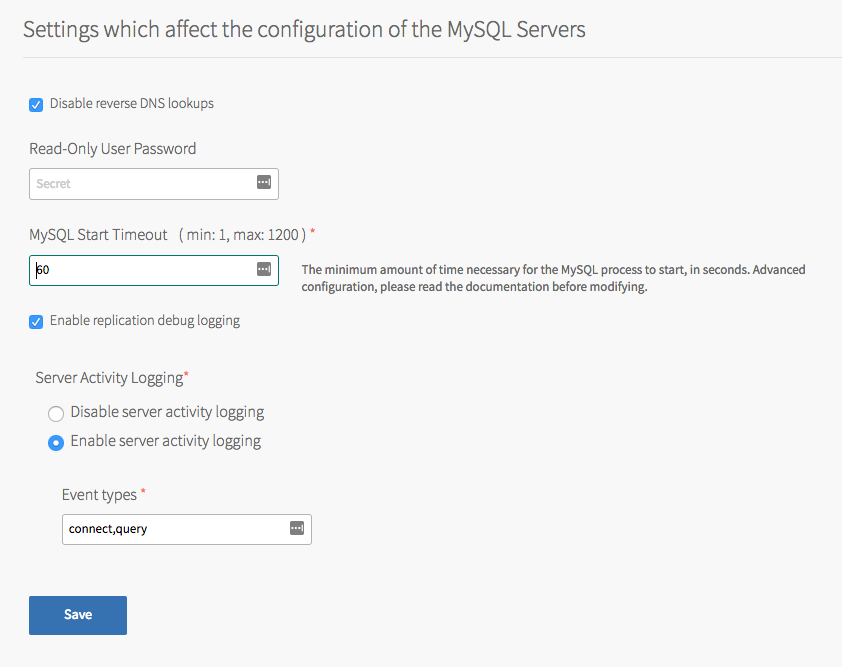 Settings which affect the configuration of the MySQL Servers
Disable reverse DNS lookups
Read-Only User Password
Secret
MySQL Start Timeout ( min: 1, max: 1200 ) *
60
The minimum amount of time necessary for the MySQL process to start, in seconds. Advanced
configuration, please read the documentation before modifying.
Enable replication debug logging
Server Activity Logging*
Disable server activity logging
Enable server activity logging
Event types *
connect,query
Save